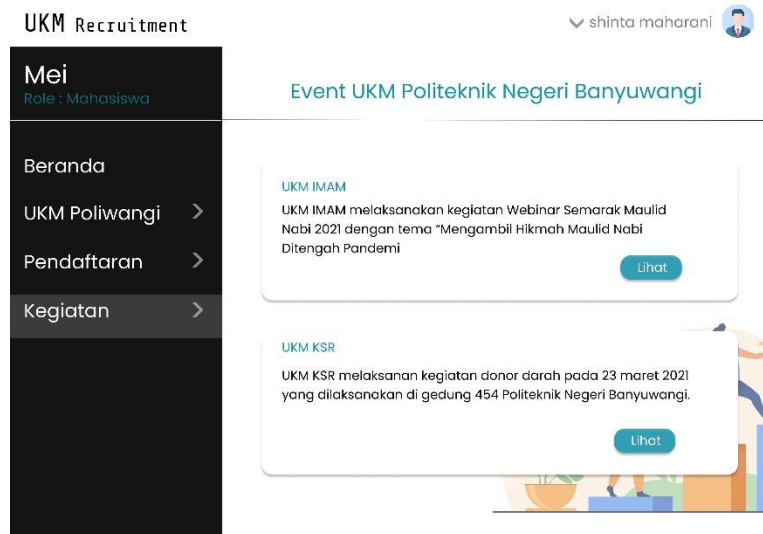 UKM Recruitment
shinta maharani
Mei
Role : Mahasiswa
Event UKM Politeknik Negeri Banyuwangi
Beranda
UKM Poliwangi
Pendaftaran
Kegiatan
UKM IMAM
UKM IMAM melaksanakan kegiatan Webinar Semarak Maulid
Nabi 2021 dengan tema “Mengambil Hikmah Maulid Nabi
Ditengah Pandemi
Lihat
UKM KSR
UKM KSR melaksanan kegiatan donor darah pada 23 maret 2021
yang dilaksanakan di gedung 454 Politeknik Negeri Banyuwangi.
Lihat